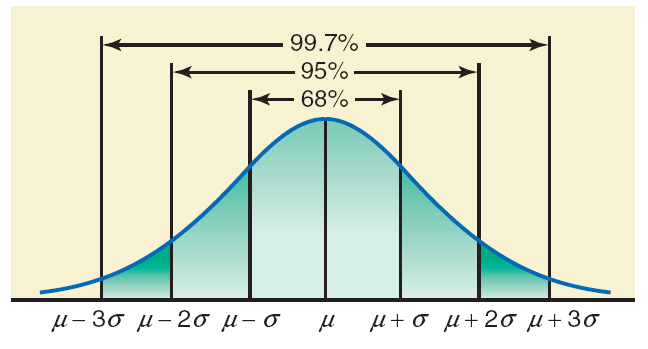 99.7%
95%
68%
μ − 3σ μ − 2σ μ − σ μ μ + σ μ + 2σ μ + 3σ